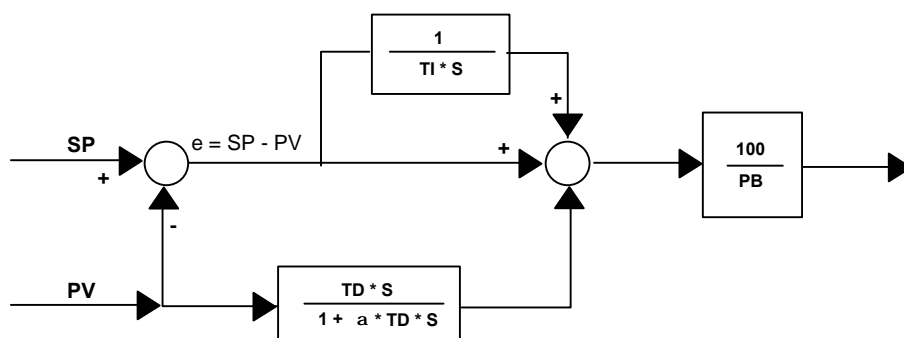 1
TI * S
+
SP
e = SP - PV
+
+
100
PB
-
PV
TD * S
1 + a * TD * S